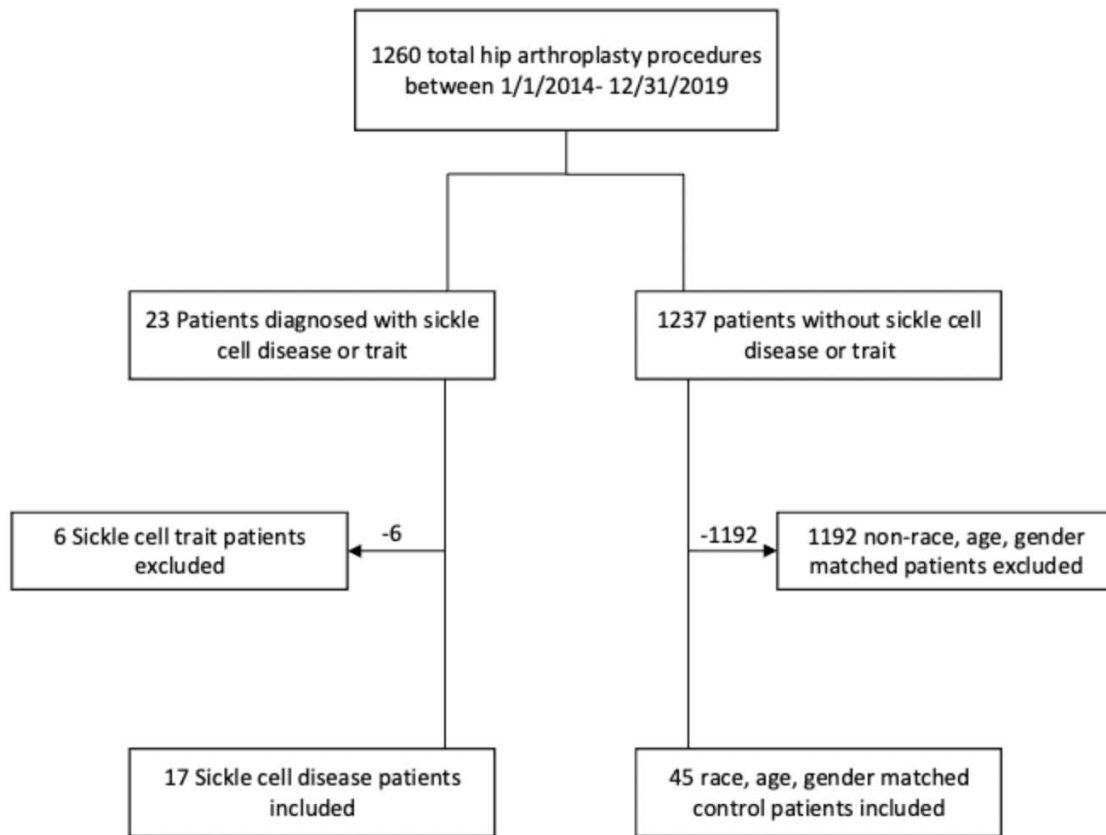 1260 total hip arthroplasty procedures
between 1/1/2014- 12/31/2019
23 Patients diagnosed with sickle
cell disease or trait
1237 patients without sickle cell
disease or trait
6 Sickle cell trait patients
excluded
-6
-1192
1192 non-race, age, gender
matched patients excluded
17 Sickle cell disease patients
included
45 race, age, gender matched
control patients included